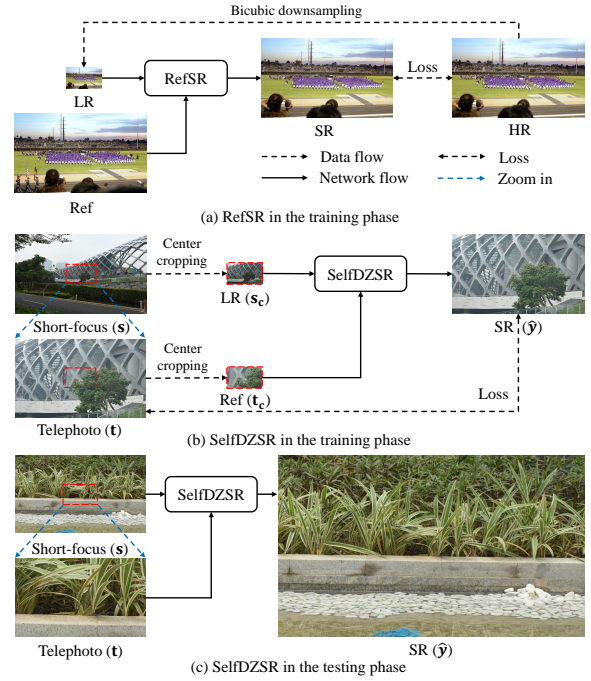 Bicubic downsampling
LR
RefSR
SR
Loss
HR
Ref
Data flow
Loss
Network flow
Zoom in
(a) RefSR in the training phase
Center
cropping
LR (s_c)
SelfDZSR
SR (ŷ)
Short-focus (s)
Center
cropping
Ref (t_c)
Loss
Telephoto (t)
(b) SelfDZSR in the training phase
SelfDZSR
Short-focus (s)
Telephoto (t)
SR (ŷ)
(c) SelfDZSR in the testing phase